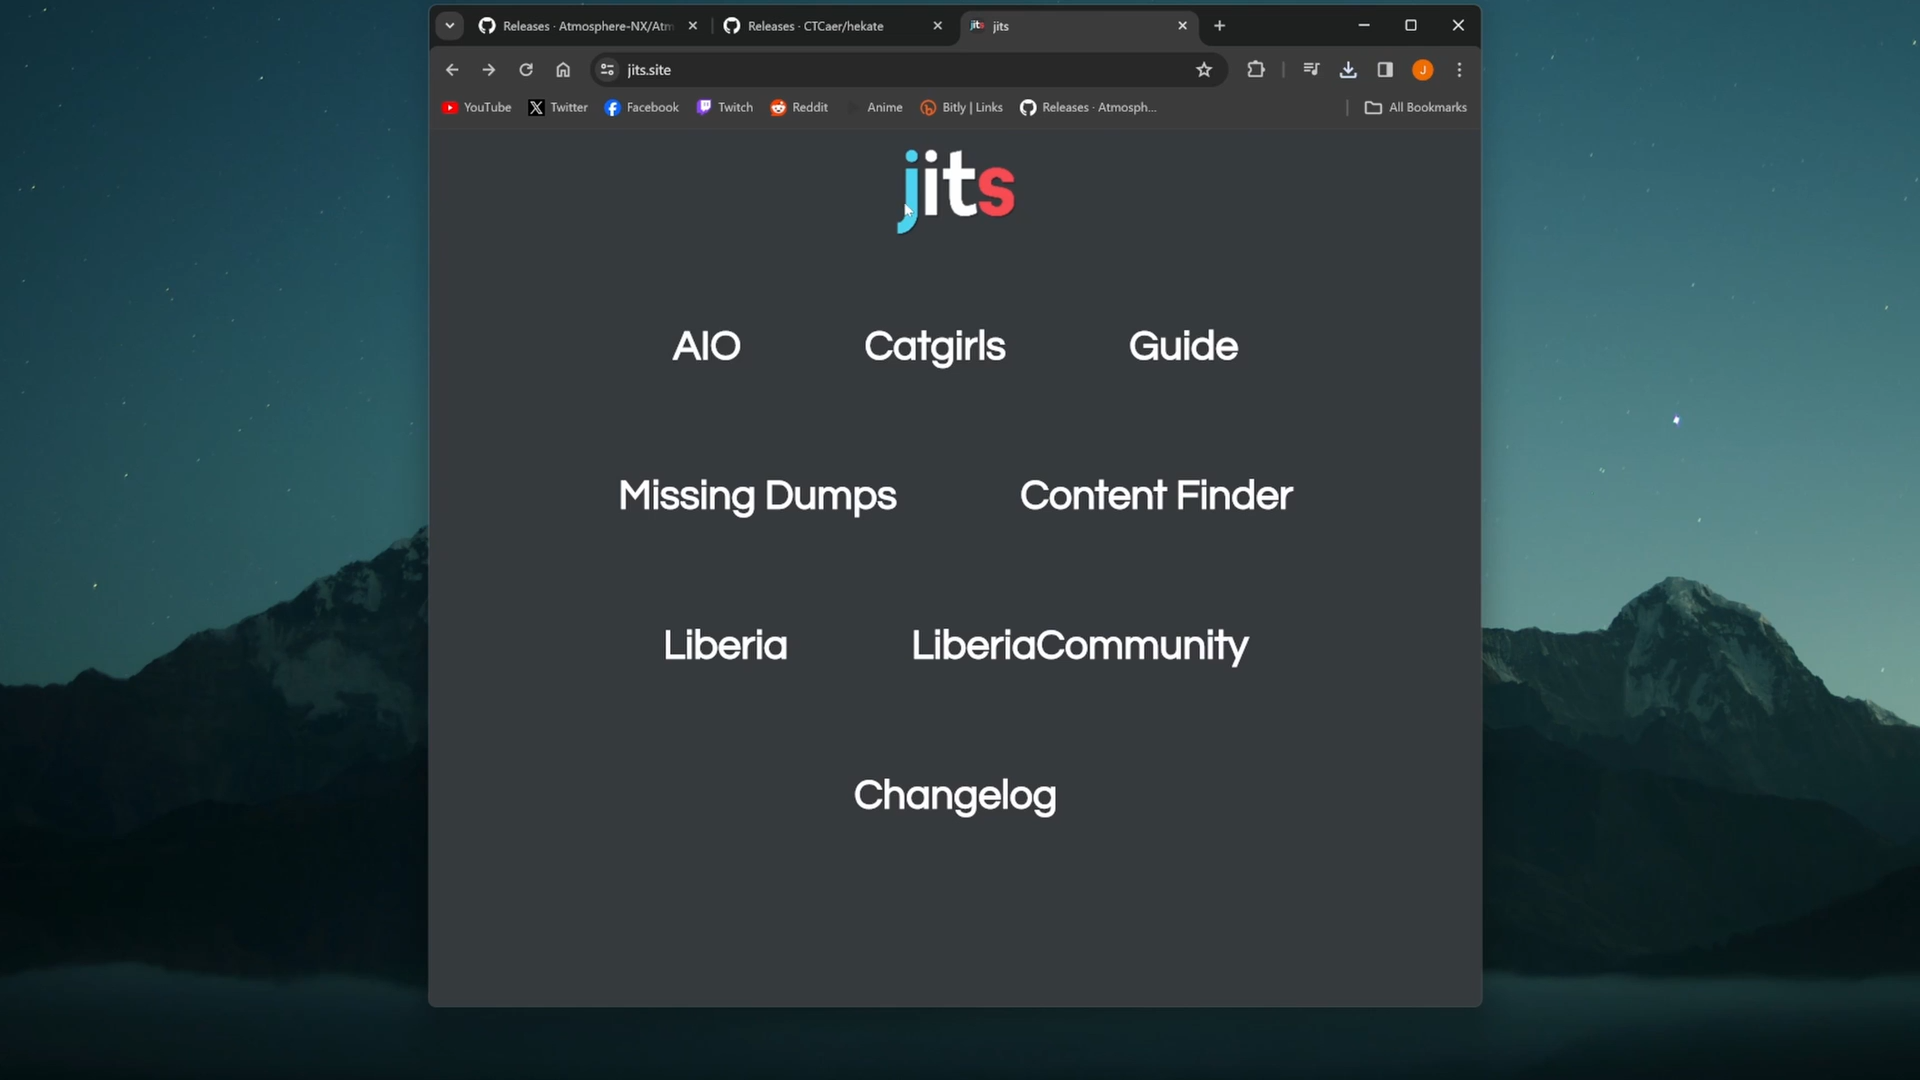 Releases · Atmosphere-NX/Atm
Releases · CTCaer/hekate
jits
jits.site
J
YouTube
Twitter
Facebook
Twitch
Reddit
Anime
Bitly | Links
Releases · Atmosph...
All Bookmarks
jits
AIO Catgirls Guide
Missing Dumps Content Finder
Liberia LiberiaCommunity
Changelog